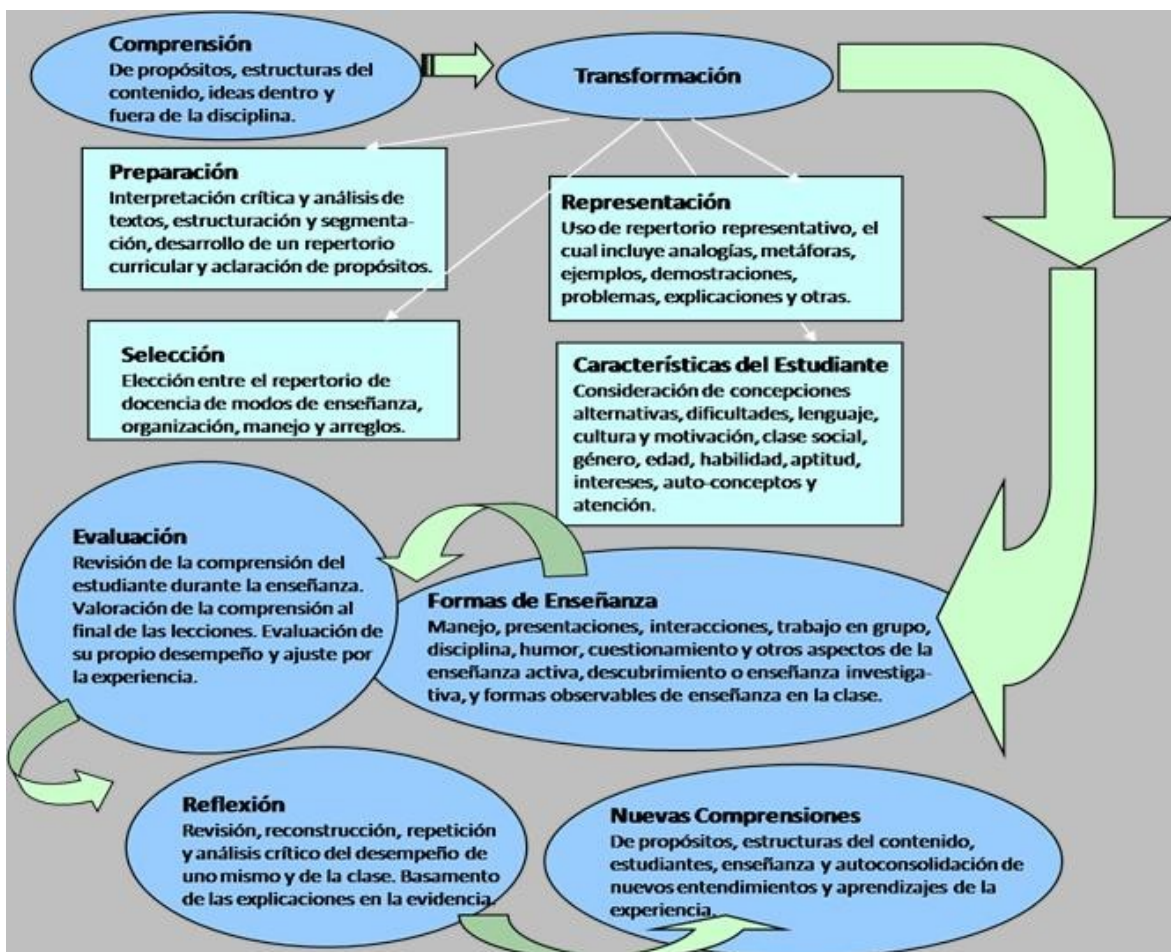 Comprensión
De propósitos, estructuras del
contenido, ideas dentro y
fuera de la disciplina.
Transformación
Preparación
Interpretación crítica y análisis de
textos, estructuración y segmenta-
ción, desarrollo de un repertorio
curricular y aclaración de propósitos.
Representación
Uso de repertorio representativo, el
cual incluye analogías, metáforas,
ejemplos, demostraciones,
problemas, explicaciones y otras.
Selección
Elección entre el repertorio de
docencia de modos de enseñanza,
organización, manejo y arreglos.
Características del Estudiante
Consideración de concepciones
alternativas, dificultades, lenguaje,
cultura y motivación, clase social,
género, edad, habilidad, aptitud,
intereses, auto-conceptos y
atención.
Evaluación
Revisión de la comprensión del
estudiante durante la enseñanza.
Valoración de la comprensión al
final de las lecciones. Evaluación de
su propio desempeño y ajuste por
la experiencia.
Formas de Enseñanza
Manejo, presentaciones, interacciones, trabajo en grupo,
disciplina, humor, cuestionamiento y otros aspectos de la
enseñanza activa, descubrimiento o enseñanza investiga-
tiva, y formas observables de enseñanza en la clase.
Reflexión
Revisión, reconstrucción, repetición
y análisis crítico del desempeño de
uno mismo y de la clase. Basamento
de las explicaciones en la evidencia.
Nuevas Comprensiones
De propósitos, estructuras del contenido,
estudiantes, enseñanza y autoconsolidación de
nuevos entendimientos y aprendizajes de la
experiencia.